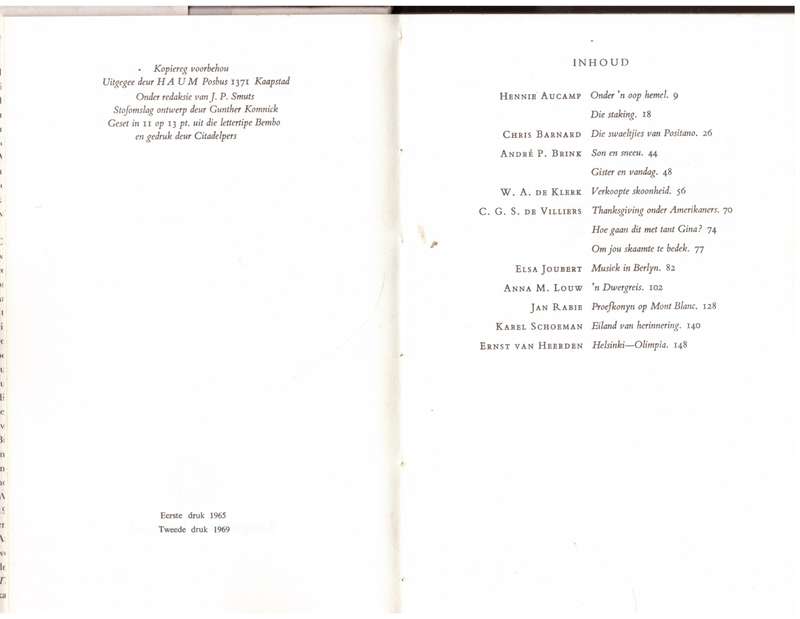 Kopiereg voorbehou
Uitgegee deur HAUM Posbus 1371 Kaapstad
Onder redaksie van J. P. Smuts
Stofomslag ontwerp deur Gunther Komnick
Geset in 11 op 13 pt. uit die lettertipe Bembo
en gedruk deur Citadelpers
Eerste druk 1965
Tweede druk 1969
INHOUD
HENNIE AUCAMP Onder 'n oop hemel. 9
Die staking. 18
CHRIS BARNARD Die swaeltjies van Positano. 26
ANDRÉ P. BRINK Son en sneeu. 44
Gister en vandag. 48
W. A. DE KLERK Verkoopte skoonheid. 56
C. G. S. DE VILLIERS Thanksgiving onder Amerikaners. 70
Hoe gaan dit met tant Gina? 74
Om jou skaamte te bedek. 77
ELSA JOUBERT Musiek in Berlyn. 82
ANNA M. LOUW 'n Dwergreis. 102
JAN RABIE Proefkonyn op Mont Blanc. 128
KAREL SCHOEMAN Eiland van herinnering. 140
ERNST VAN HEERDEN Helsinki—Olimpia. 148